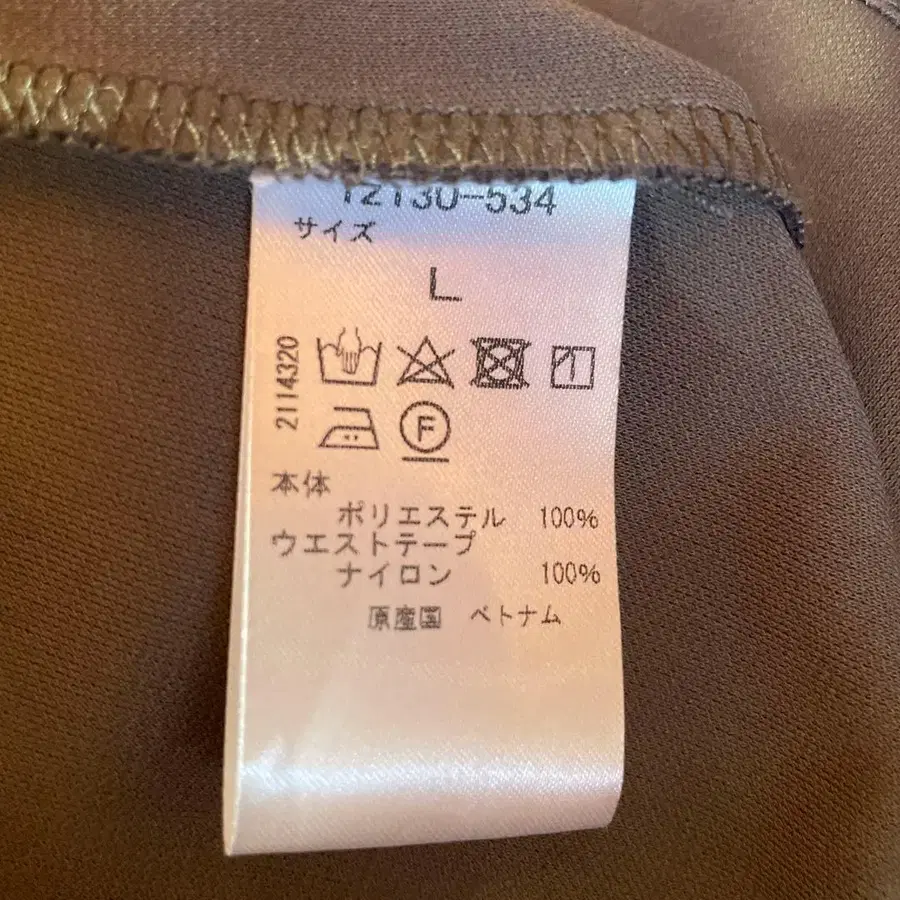 12130-534
サイズ
L
2114320
F
本体
ポリエステル 100%
ウエストテープ
ナイロン 100%
原産国 ベトナム